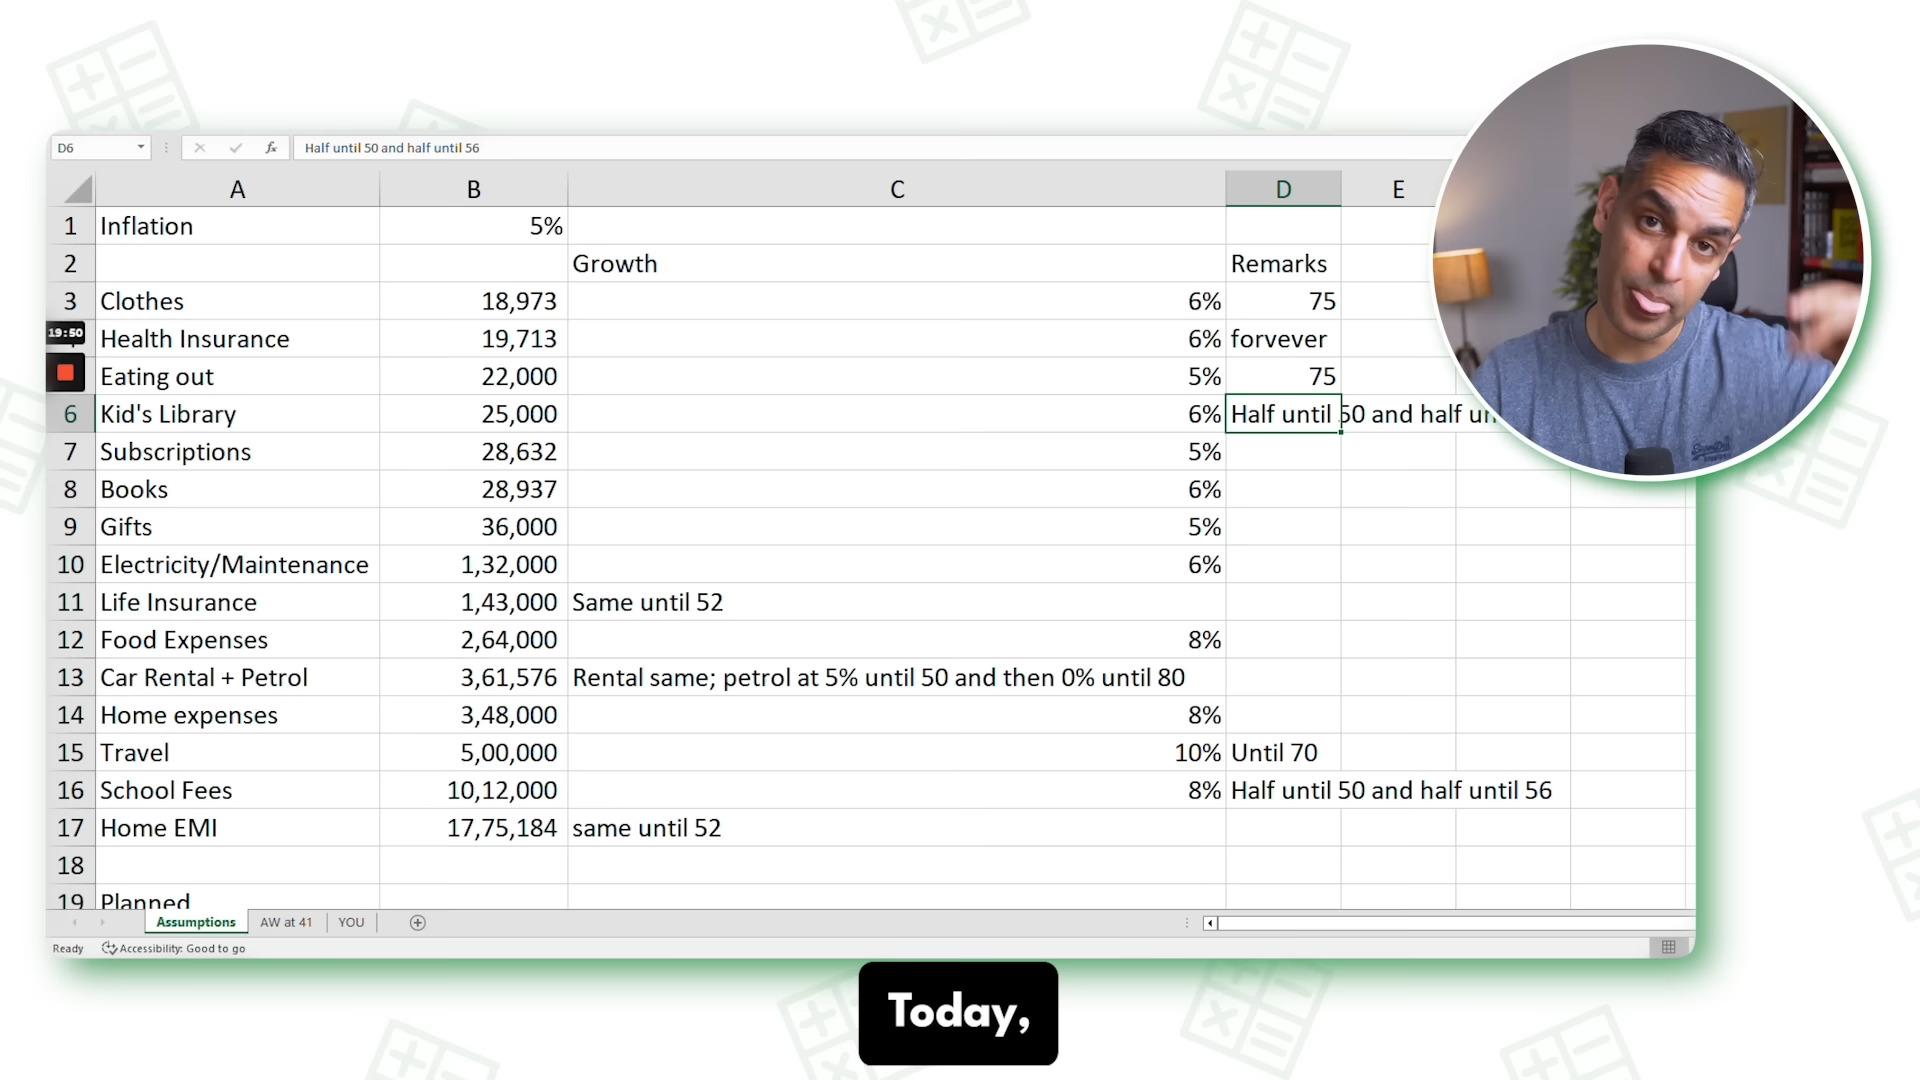 D6 Half until 50 and half until 56
A B C D E
1 Inflation 5%
2 Growth Remarks
3 Clothes 18,973 6% 75
19:50
Health Insurance 19,713 6% forvever
Eating out 22,000 5% 75
6 Kid's Library 25,000 6% Half until 50 and half
7 Subscriptions 28,632 5%
8 Books 28,937 6%
9 Gifts 36,000 5%
10 Electricity/Maintenance 1,32,000 6%
11 Life Insurance 1,43,000 Same until 52
12 Food Expenses 2,64,000 8%
13 Car Rental + Petrol 3,61,576 Rental same; petrol at 5% until 50 and then 0% until 80
14 Home expenses 3,48,000 8%
15 Travel 5,00,000 10% Until 70
16 School Fees 10,12,000 8% Half until 50 and half until 56
17 Home EMI 17,75,184 same until 52
18
19 Planned
Assumptions AW at 41 YOU
Ready Accessibility: Good to go
Today,